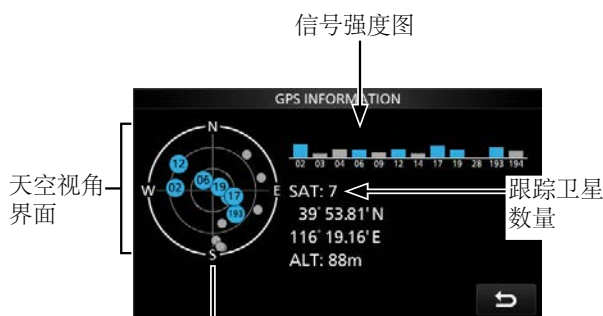 信号强度图
GPS INFORMATION
N
12
02
06
19
17
193
W
E
S
02 03 04 06 09 12 14 17 19 28 193 194
SAT: 7
39°53.81'N
116°19.16'E
ALT: 88m
天空视角
界面
跟踪卫星
数量